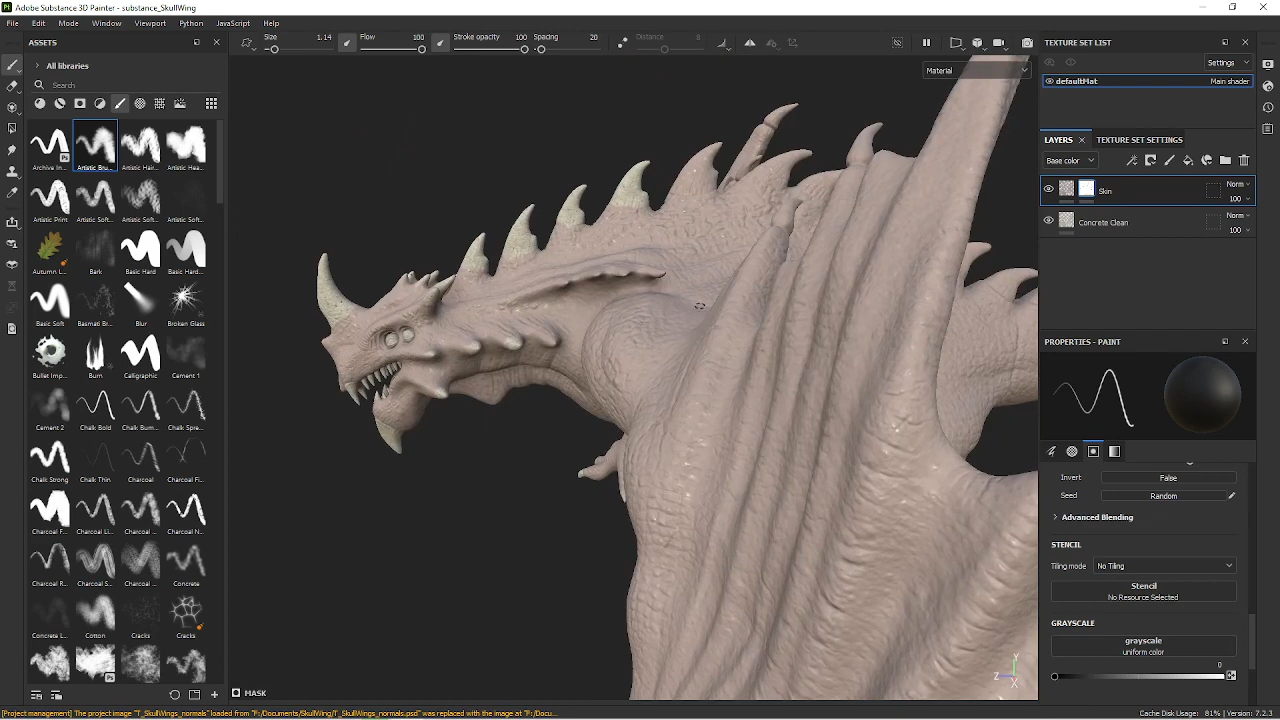 Adobe Substance 3D Painter - substance_SkullWing
File Edit Mode Window Viewport Python JavaScript Help
ASSETS
Size 1.14 Flow 100 Stroke opacity 100 Spacing 20 Distance 8
TEXTURE SET LIST
All libraries
Settings
Search
Material
defaultMat Main shader
LAYERS TEXTURE SET SETTINGS
Base color
Archive In... Artistic Bru... Artistic Hair... Artistic Hea...
Skin Norm 100
Artistic Print Artistic Soft... Artistic Soft... Artistic Soft...
Concrete Clean Norm 100
Autumn L... Bark Basic Hard Basic Hard...
Basic Soft Basmati Br... Blur Broken Glass
PROPERTIES - PAINT
Bullet Imp... Burn Calligraphic Cement 1
Cement 2 Chalk Bold Chalk Bum... Chalk Spre...
Chalk Strong Chalk Thin Charcoal Charcoal Fi...
Invert False
Seed Random
Advanced Blending
Charcoal F... Charcoal Li... Charcoal ... Charcoal N...
STENCIL
Tiling mode No Tiling
Charcoal R... Charcoal S... Charcoal ... Concrete
Stencil
No Resource Selected
GRAYSCALE
Concrete L... Cotton Cracks Cracks
grayscale
uniform color
0
Y
Z X
MASK
[Project management] The project image "T_SkullWings_normals" loaded from "F:/Documents/SkullWing/T_SkullWings_normals.psd" was replaced with the image at "F:/Docu...
Cache Disk Usage: 81% | Version: 7.2.3